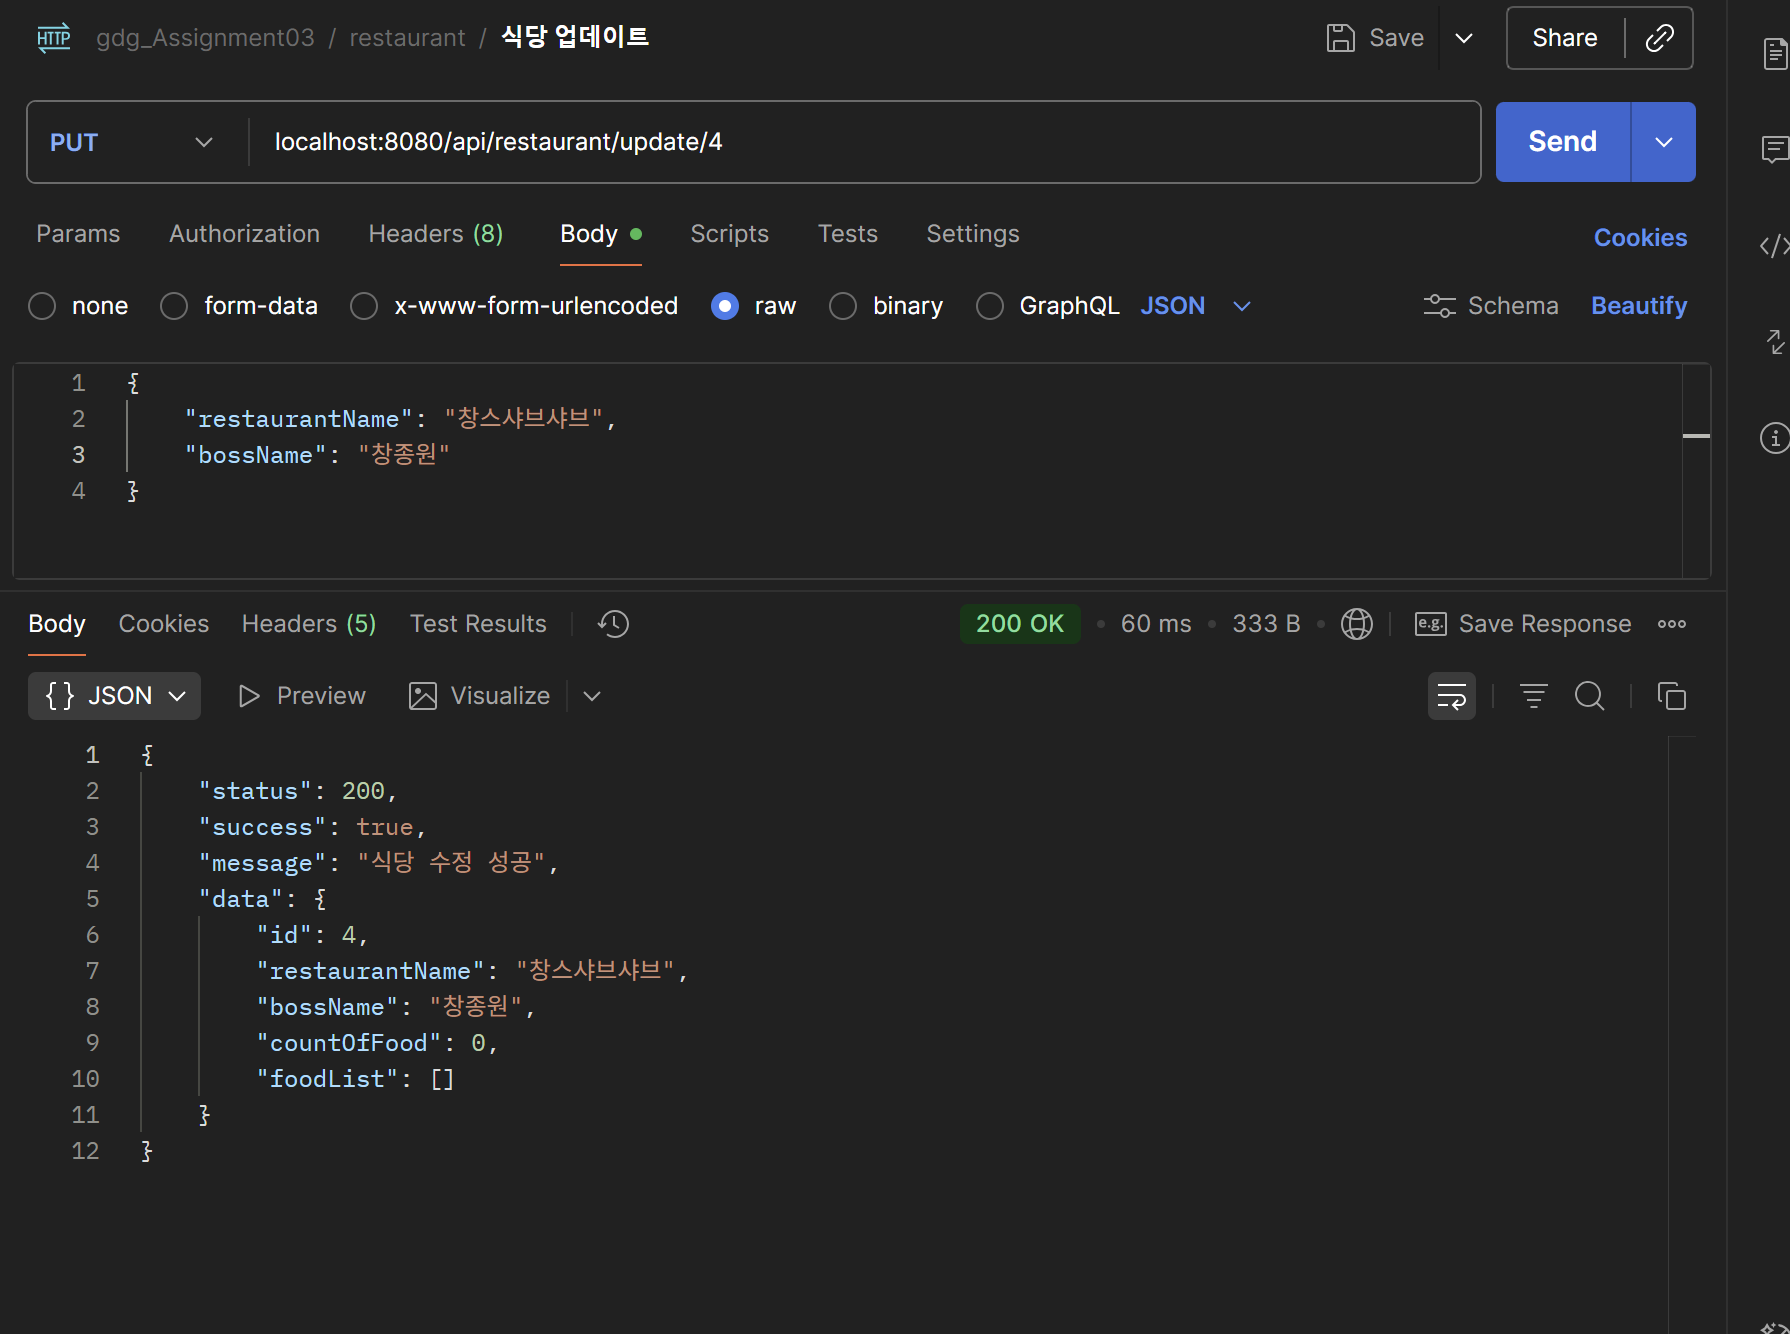 HTTP gdg_Assignment03 / restaurant / 식당 업데이트 Save Share
PUT localhost:8080/api/restaurant/update/4 Send
Params Authorization Headers (8) Body Scripts Tests Settings Cookies
none form-data x-www-form-urlencoded raw binary GraphQL JSON Schema Beautify
1 {
2 "restaurantName": "창스샤브샤브",
3 "bossName": "창종원"
4 }
Body Cookies Headers (5) Test Results 200 OK • 60 ms • 333 B • e.g. Save Response
{ } JSON Preview Visualize
1 {
2 "status": 200,
3 "success": true,
4 "message": "식당 수정 성공",
5 "data": {
6 "id": 4,
7 "restaurantName": "창스샤브샤브",
8 "bossName": "창종원",
9 "countOfFood": 0,
10 "foodList": []
11 }
12 }